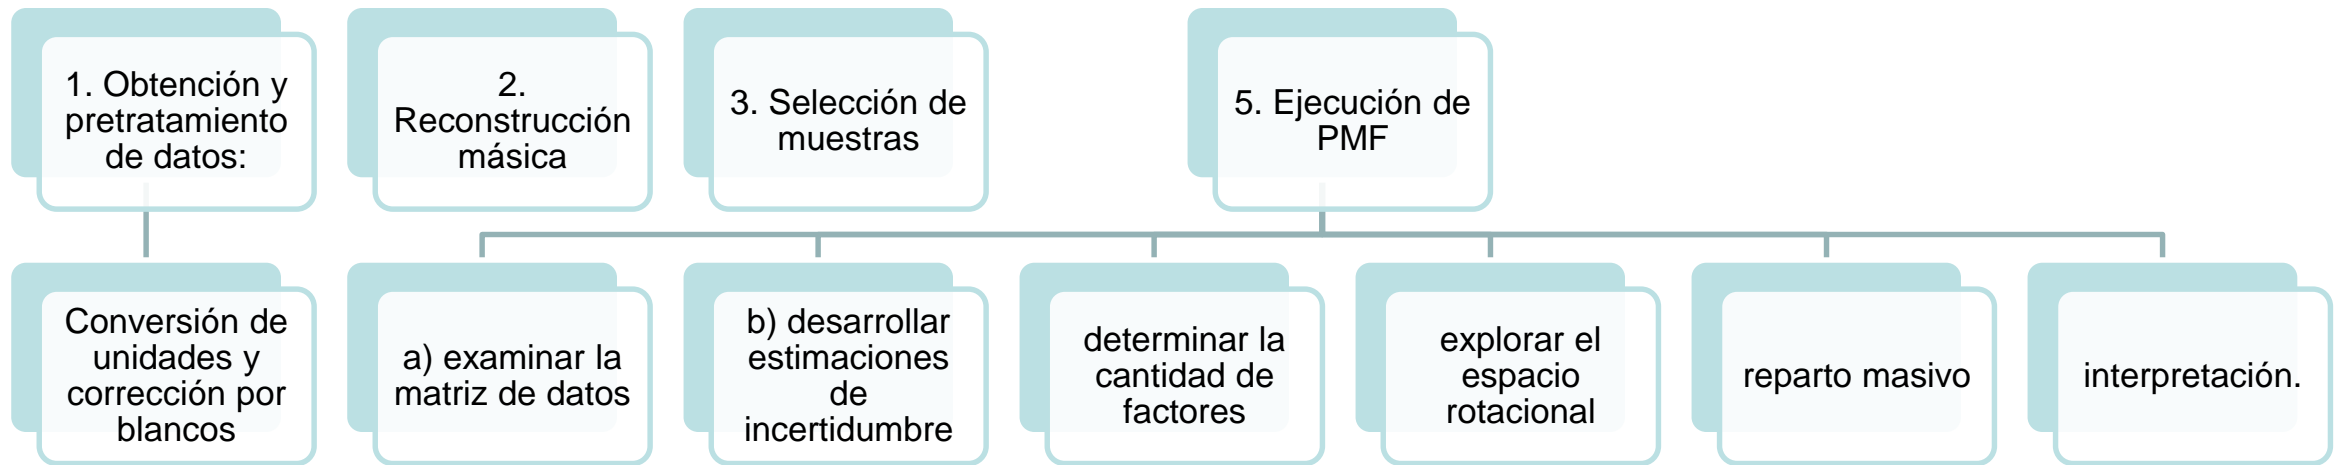 1. Obtención y
pretratamiento
de datos:
2.
Reconstrucción
másica
3. Selección de
muestras
5. Ejecución de
PMF
Conversión de
unidades y
corrección por
blancos
a) examinar la
matriz de datos
b) desarrollar
estimaciones
de
incertidumbre
determinar la
cantidad de
factores
explorar el
espacio
rotacional
reparto masivo
interpretación.